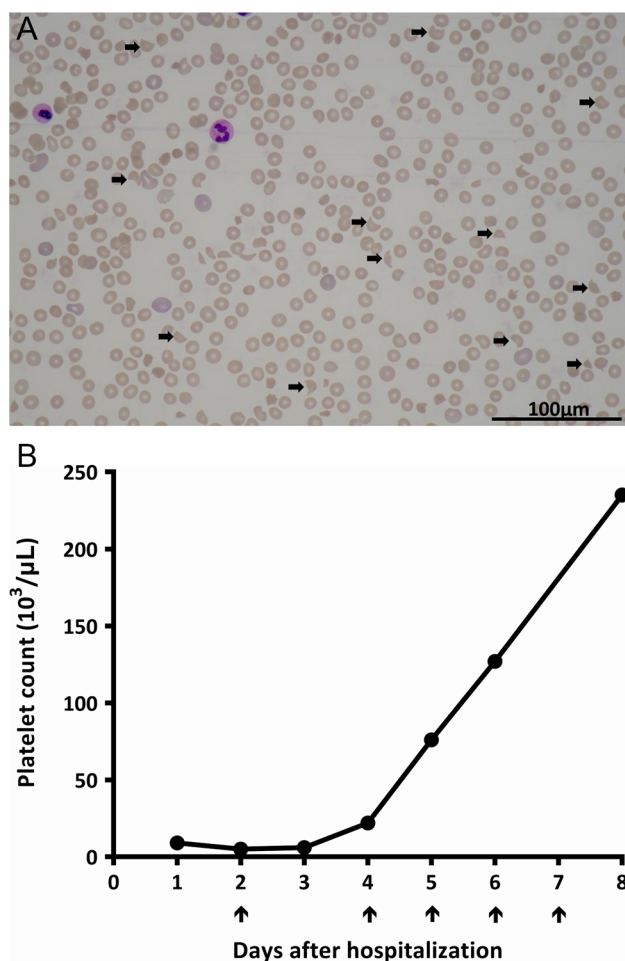 A
100μm
B
250
200
150
100
50
0
Platelet count (10³/μL)
0 1 2 3 4 5 6 7 8
Days after hospitalization